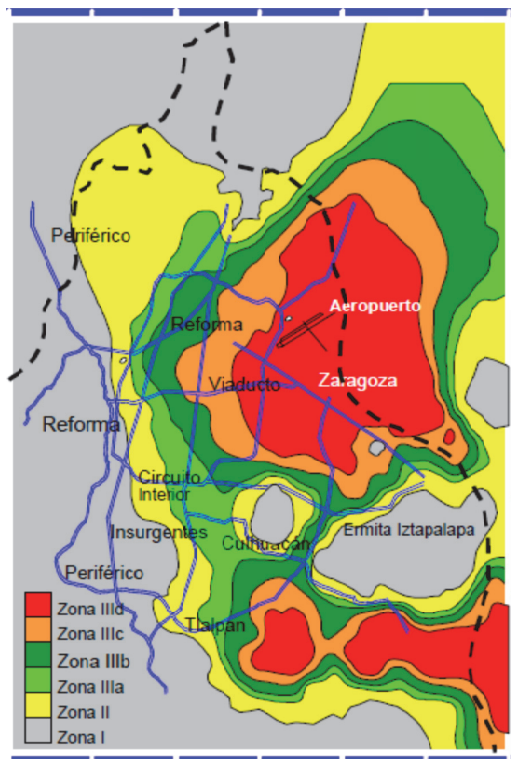 Periférico
Aeropuerto
Reforma
Zaragoza
Viaducto
Reforma
Circuito
Interior
Insurgentes
Ermita Iztapalapa
Culhuacán
Periférico
Tlalpan
Zona IIId
Zona IIIc
Zona IIIb
Zona IIIa
Zona II
Zona I